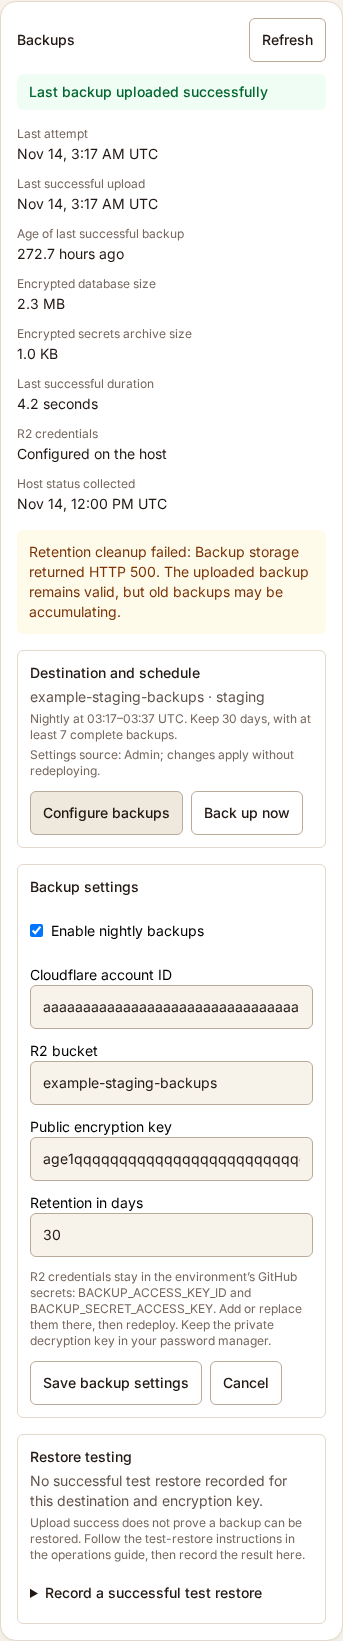 Backups
Refresh
Last backup uploaded successfully
Last attempt
Nov 14, 3:17 AM UTC
Last successful upload
Nov 14, 3:17 AM UTC
Age of last successful backup
272.7 hours ago
Encrypted database size
2.3 MB
Encrypted secrets archive size
1.0 KB
Last successful duration
4.2 seconds
R2 credentials
Configured on the host
Host status collected
Nov 14, 12:00 PM UTC
Retention cleanup failed: Backup storage
returned HTTP 500. The uploaded backup
remains valid, but old backups may be
accumulating.
Destination and schedule
example-staging-backups · staging
Nightly at 03:17–03:37 UTC. Keep 30 days, with at
least 7 complete backups.
Settings source: Admin; changes apply without
redeploying.
Configure backups
Back up now
Backup settings
Enable nightly backups
Cloudflare account ID
aaaaaaaaaaaaaaaaaaaaaaaaaaaaaaaa
R2 bucket
example-staging-backups
Public encryption key
age1qqqqqqqqqqqqqqqqqqqqqqqqq
Retention in days
30
R2 credentials stay in the environment’s GitHub
secrets: BACKUP_ACCESS_KEY_ID and
BACKUP_SECRET_ACCESS_KEY. Add or replace
them there, then redeploy. Keep the private
decryption key in your password manager.
Save backup settings
Cancel
Restore testing
No successful test restore recorded for
this destination and encryption key.
Upload success does not prove a backup can be
restored. Follow the test-restore instructions in
the operations guide, then record the result here.
Record a successful test restore